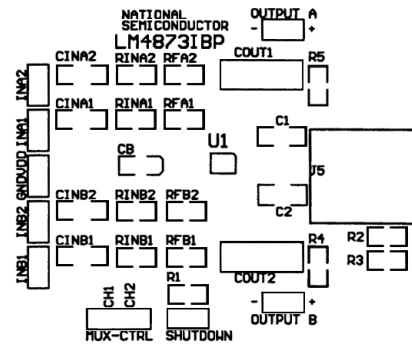 NATIONAL
SEMICONDUCTOR
LM4873IBP
OUTPUT A
- +
CINA2 RINA2 RFA2 COUT1 R5
INA2
CINA1 RINA1 RFA1
INA1
C1
U1
CB
GNDVDD
J5
CINB2 RINB2 RFB2 C2
INB2
R2
CINB1 RINB1 RFB1 R4
R3
INB1
COUT2
R1
CH1
CH2
- +
MUX-CTRL SHUTDOWN OUTPUT B